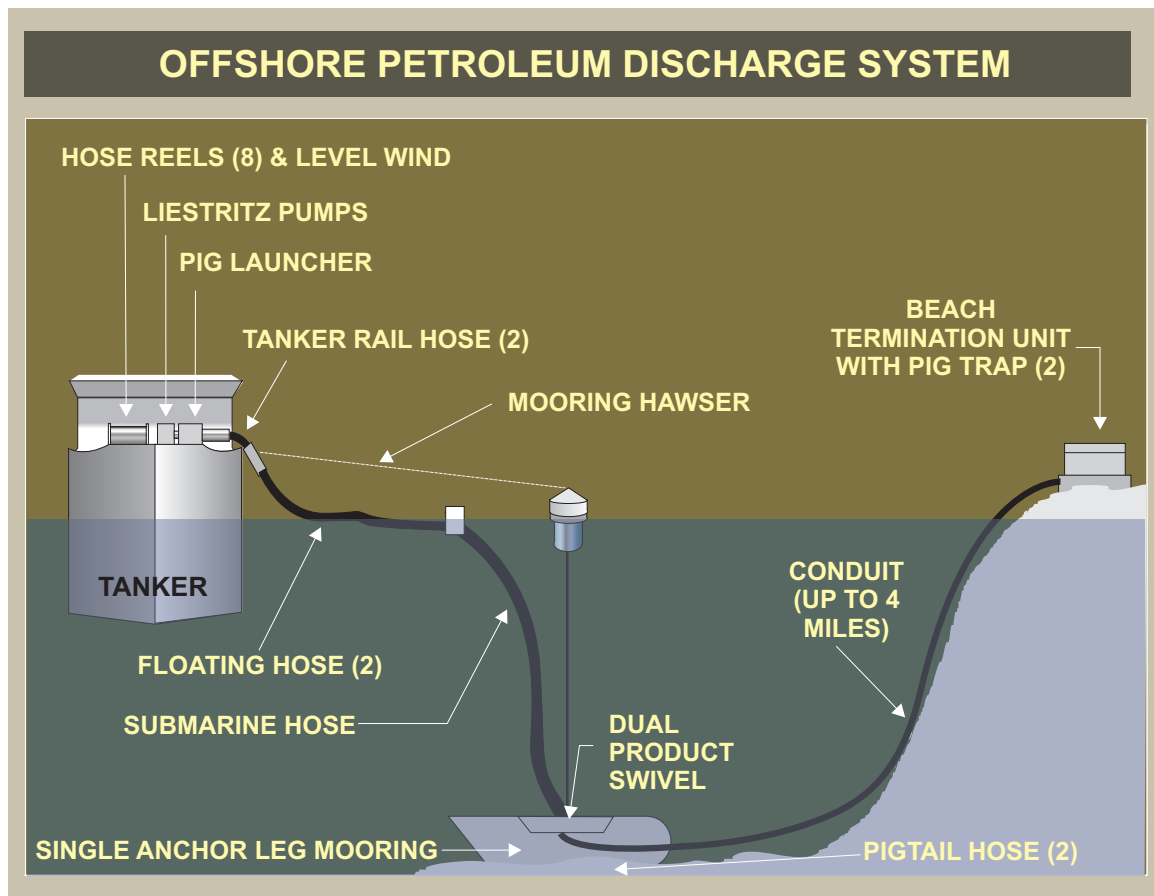 OFFSHORE PETROLEUM DISCHARGE SYSTEM
HOSE REELS (8) & LEVEL WIND
LIESTRITZ PUMPS
PIG LAUNCHER
TANKER RAIL HOSE (2)
MOORING HAWSER
BEACH
TERMINATION UNIT
WITH PIG TRAP (2)
TANKER
CONDUIT
(UP TO 4
MILES)
FLOATING HOSE (2)
SUBMARINE HOSE
DUAL
PRODUCT
SWIVEL
SINGLE ANCHOR LEG MOORING
PIGTAIL HOSE (2)